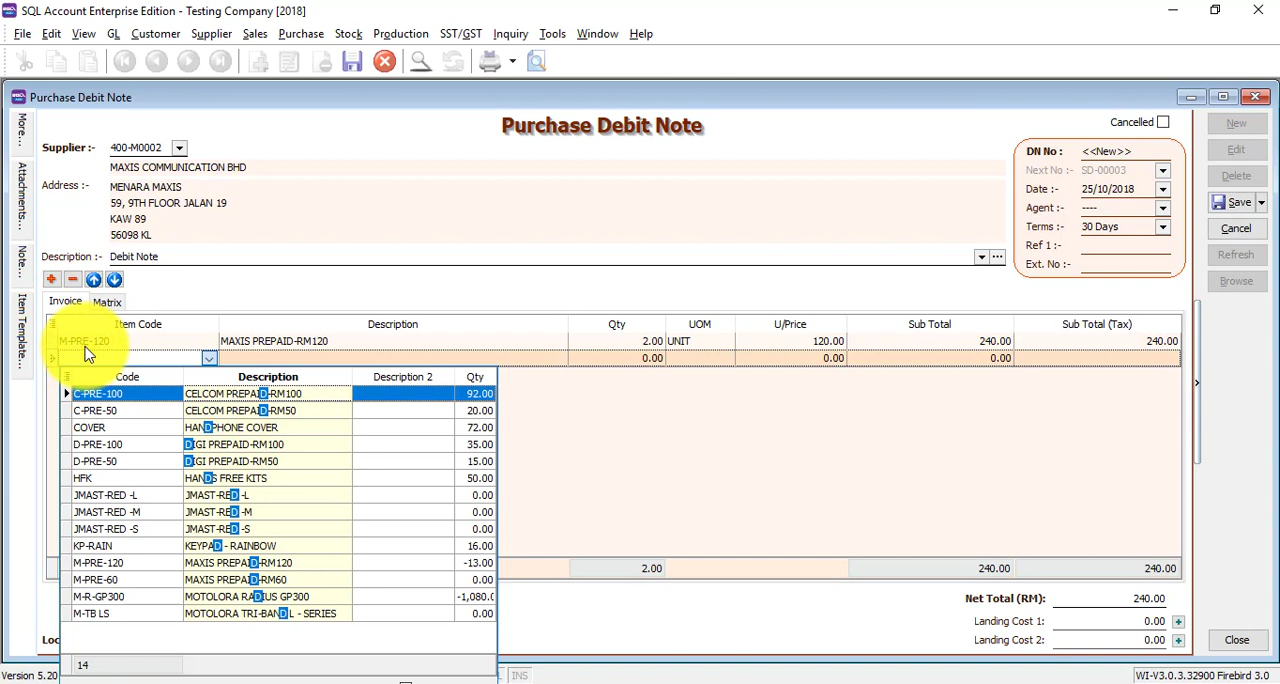 SQL Account Enterprise Edition - Testing Company [2018]
File Edit View GL Customer Supplier Sales Purchase Stock Production SST/GST Inquiry Tools Window Help
Purchase Debit Note
Purchase Debit Note
Cancelled
More...
Attachments...
Note...
Item Template...
Supplier :- 400-M0002
MAXIS COMMUNICATION BHD
Address :- MENARA MAXIS
59, 9TH FLOOR JALAN 19
KAW 89
56098 KL
Description :- Debit Note
DN No : <<New>>
Next No :- SD-00003
Date :- 25/10/2018
Agent :- ----
Terms :- 30 Days
Ref 1 :-
Ext. No :-
New
Edit
Delete
Save
Cancel
Refresh
Browse
Invoice Matrix
Item Code Description Qty UOM U/Price Sub Total Sub Total (Tax)
M-PRE-120 MAXIS PREPAID-RM120 2.00 UNIT 120.00 240.00 240.00
0.00 0.00 0.00
Code Description Description 2 Qty
C-PRE-100 CELCOM PREPAID-RM100 92.00
C-PRE-50 CELCOM PREPAID-RM50 20.00
COVER HANDPHONE COVER 72.00
D-PRE-100 DIGI PREPAID-RM100 35.00
D-PRE-50 DIGI PREPAID-RM50 15.00
HFK HANDS FREE KITS 50.00
JMAST-RED -L JMAST-RED -L 0.00
JMAST-RED -M JMAST-RED -M 0.00
JMAST-RED -S JMAST-RED -S 0.00
KP-RAIN KEYPAD - RAINBOW 16.00
M-PRE-120 MAXIS PREPAID-RM120 -13.00
M-PRE-60 MAXIS PREPAID-RM60 0.00
M-R-GP300 MOTOLORA RADIUS GP300 -1,080.0
M-TB LS MOTOLORA TRI-BAND L - SERIES 0.00
14
2.00 240.00 240.00
Net Total (RM): 240.00
Landing Cost 1: 0.00
Landing Cost 2: 0.00
Loc
Close
Version 5.20
INS
WI-V3.0.3.32900 Firebird 3.0